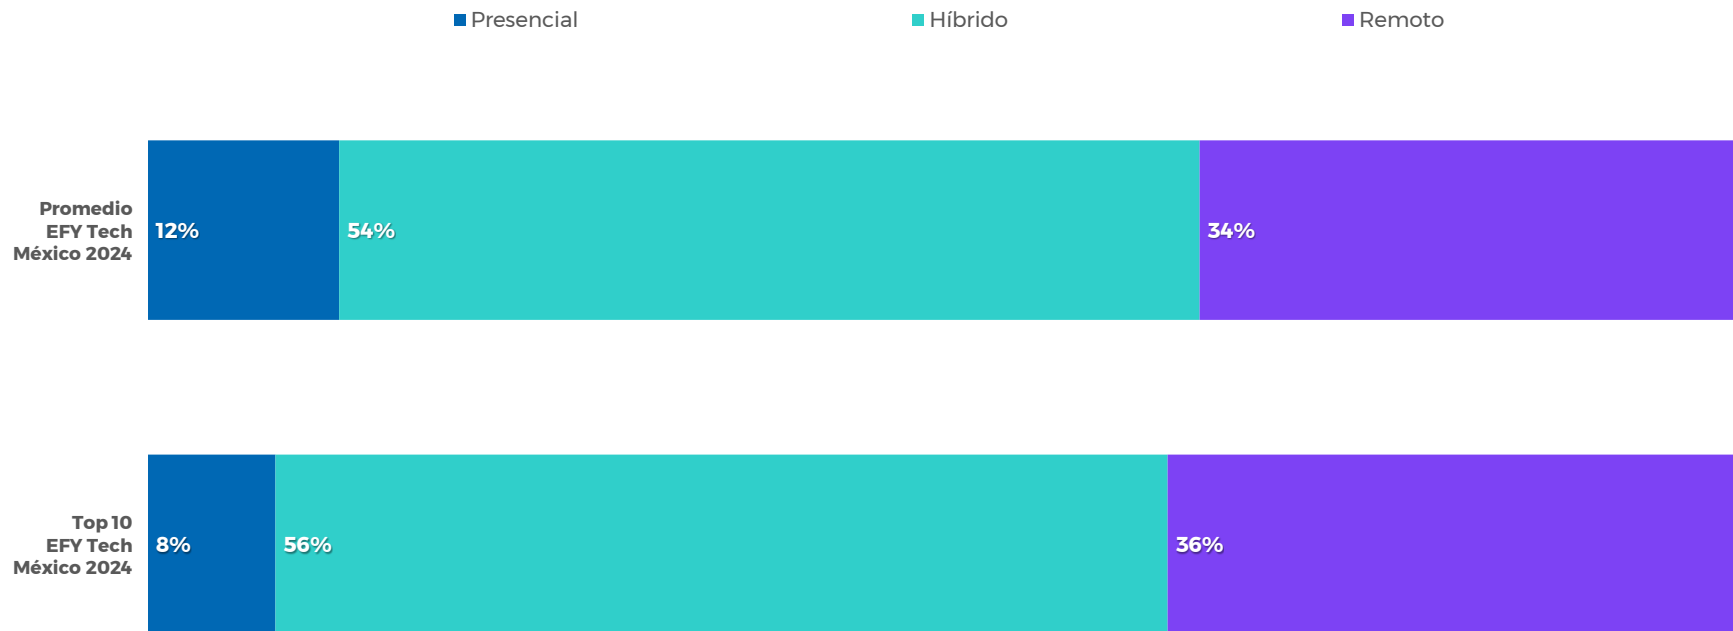 Presencial Híbrido Remoto
Promedio
EFY Tech
México 2024
12% 54% 34%
Top 10
EFY Tech
México 2024
8% 56% 36%